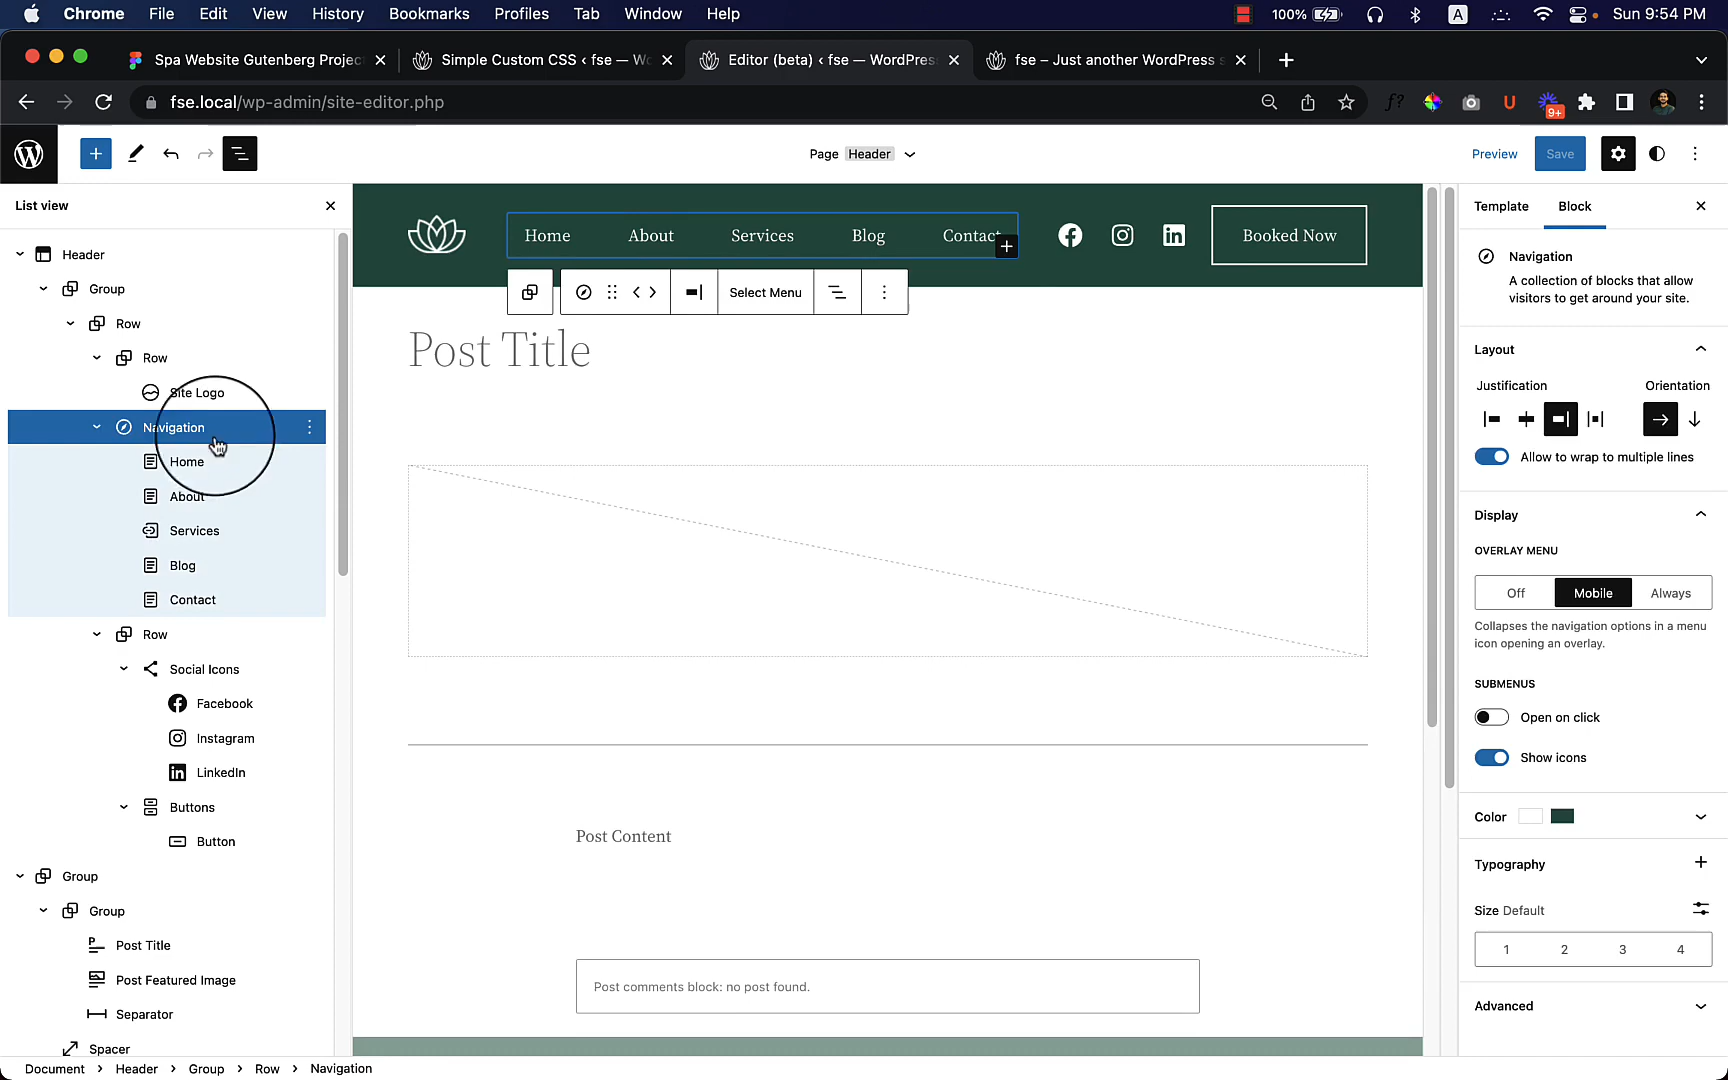 Chrome File Edit View History Bookmarks Profiles Tab Window Help 100% A Sun 9:54 PM
Spa Website Gutenberg Projec Simple Custom CSS ‹ fse — Wo Editor (beta) ‹ fse — WordPres fse – Just another WordPress s
fse.local/wp-admin/site-editor.php f? U 9+
Page Header Preview Save
List view
Template Block
Home About Services Blog Contact Booked Now
Header
Group
Row
Row
Site Logo
Navigation
Home
About
Services
Blog
Contact
Row
Social Icons
Facebook
Instagram
LinkedIn
Buttons
Button
Group
Group
Post Title
Post Featured Image
Separator
Spacer
Select Menu
Post Title
Post Content
Post comments block: no post found.
Navigation
A collection of blocks that allow
visitors to get around your site.
Layout
Justification Orientation
Allow to wrap to multiple lines
Display
OVERLAY MENU
Off Mobile Always
Collapses the navigation options in a menu
icon opening an overlay.
SUBMENUS
Open on click
Show icons
Color
Typography
Size Default
1 2 3 4
Advanced
Document › Header › Group › Row › Navigation